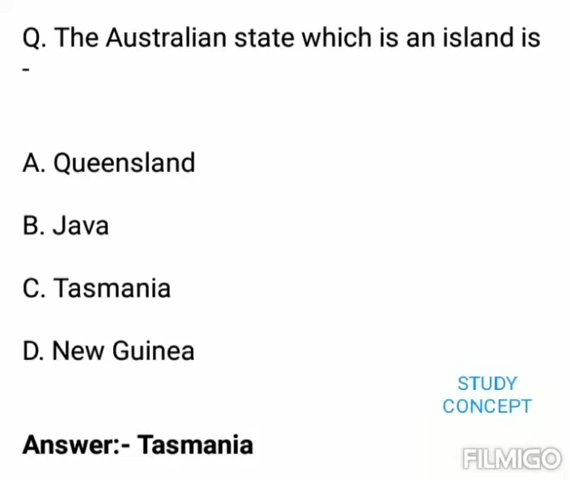 Q. The Australian state which is an island is
-
A. Queensland
B. Java
C. Tasmania
D. New Guinea
STUDY
CONCEPT
Answer:- Tasmania
FILMIGO